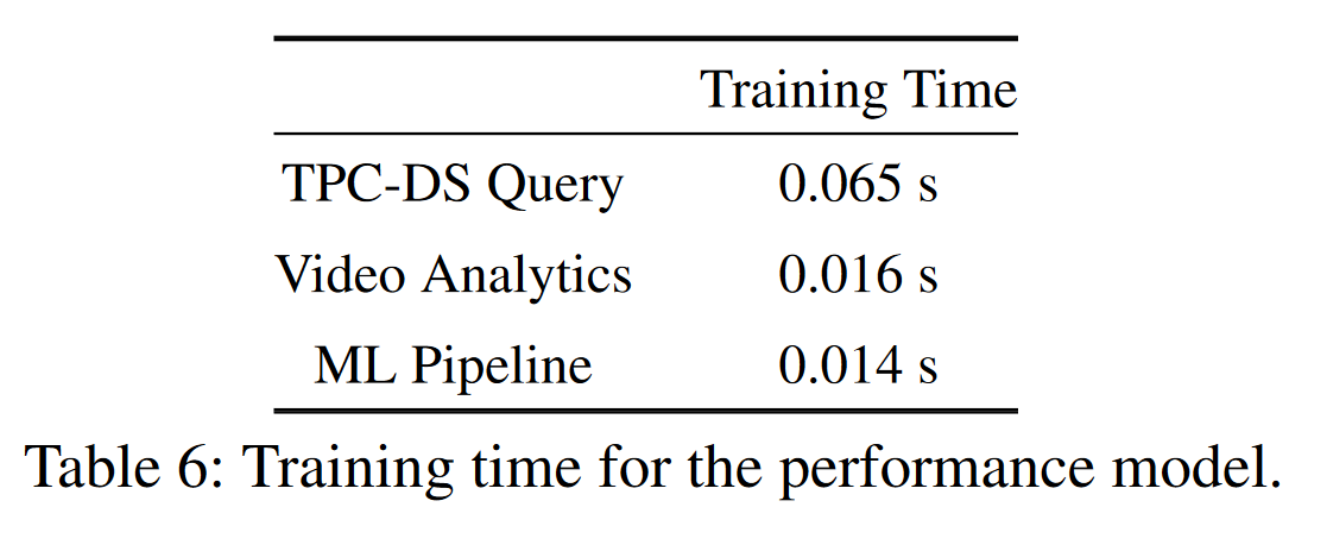 Training Time
TPC-DS Query 0.065 s
Video Analytics 0.016 s
ML Pipeline 0.014 s
Table 6: Training time for the performance model.